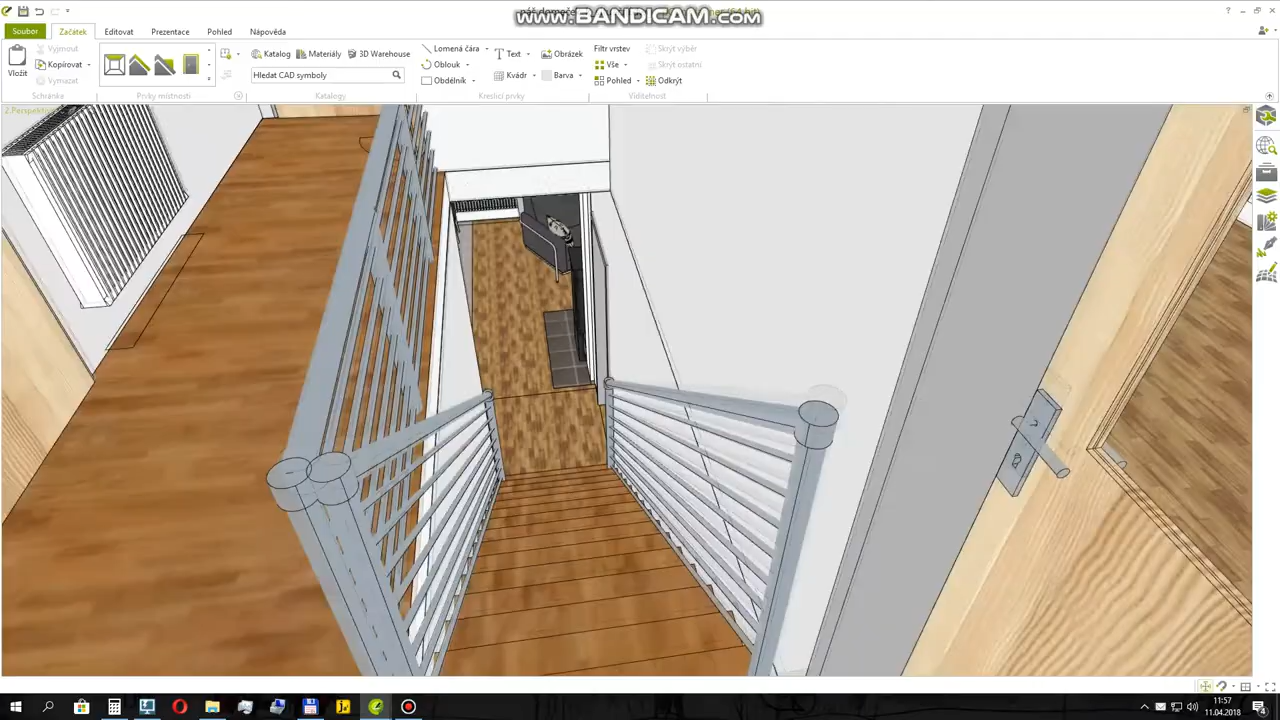 WWW.BANDICAM.COM
Soubor Začátek Editovat Prezentace Pohled Nápověda
Vložit
Vyjmout
Kopírovat
Vymazat
Schránke
Prvky místnosti
Katalog Materiály 3D Warehouse
Hledat CAD symboly
Katalogy
Lomená čára Text Obrázek
Oblouk Kvádr Barva
Obdélník
Kreslicí prvky
Filtr vrstev Skrýt výběr
Vše Skrýt ostatní
Pohled Odkrýt
Viditelnost
11:57
11.04.2018
4